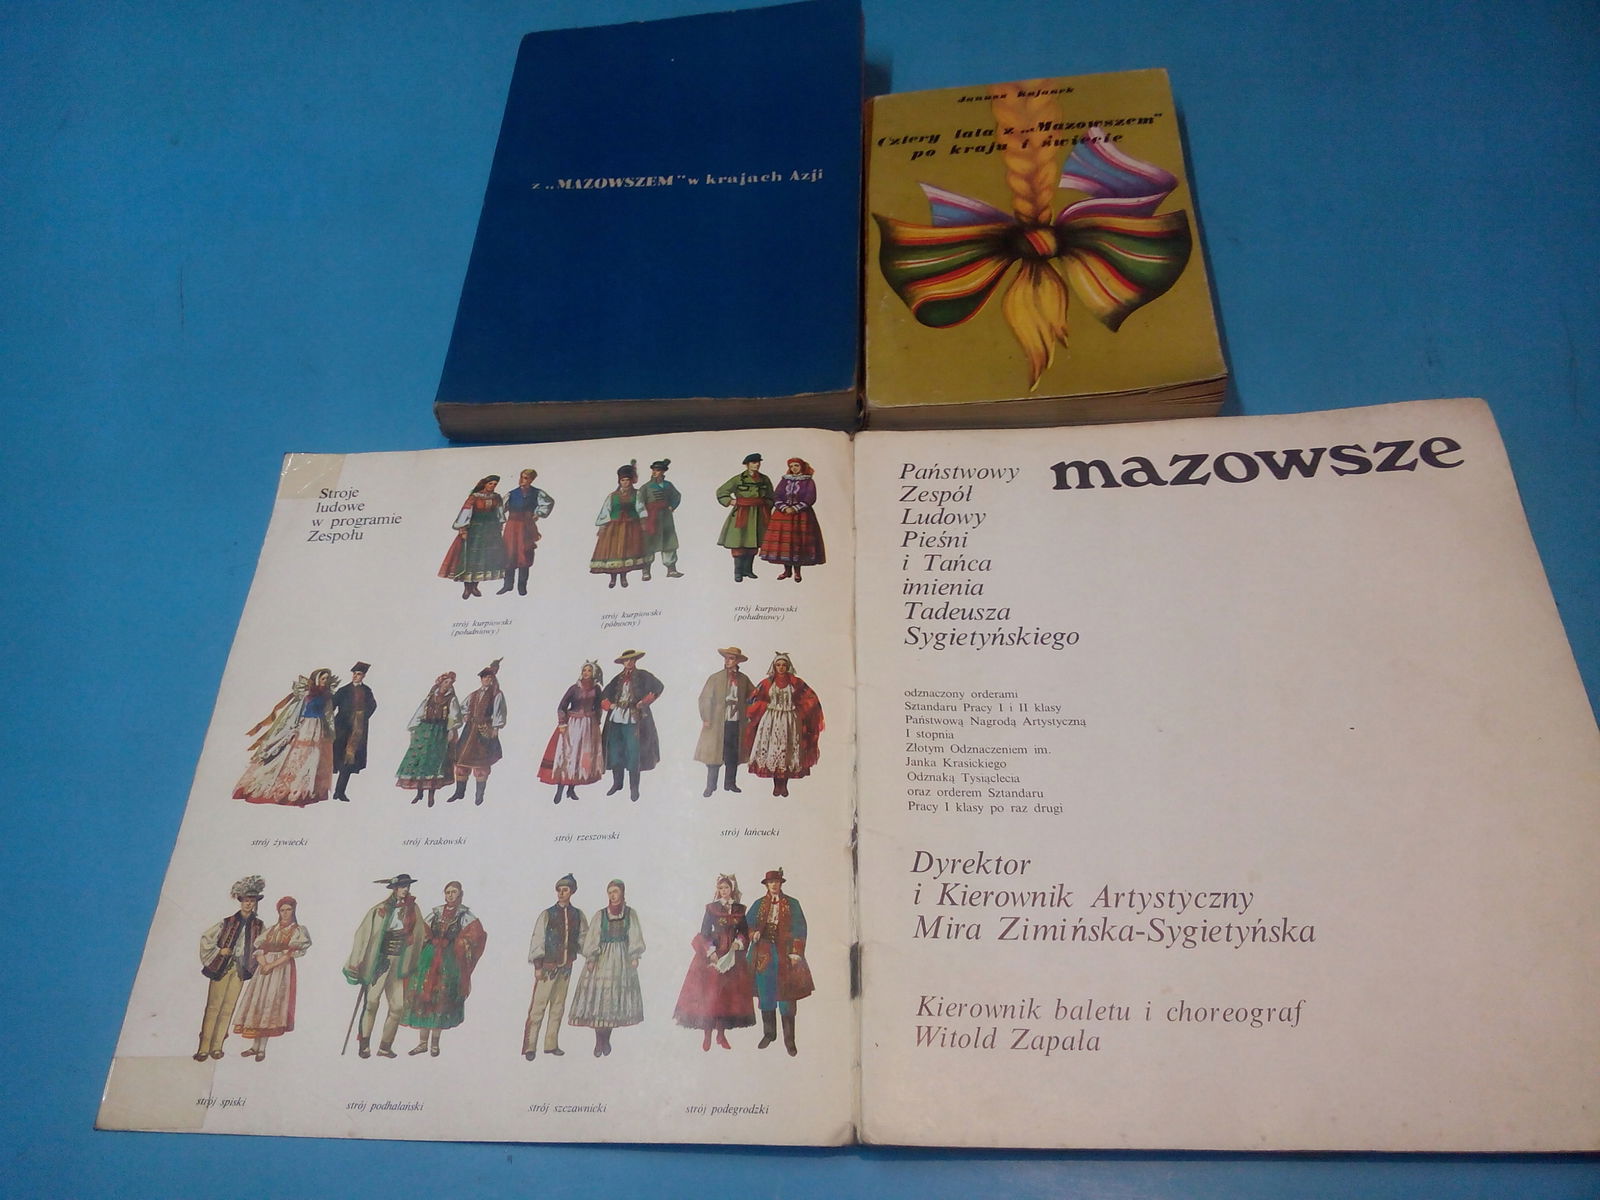 z „MAZOWSZEM" w krajach Azji
Janusz
Cztery lata z „Mazowszem"
po kraju i świecie
Stroje
ludowe
w programie
Zespołu
strój kurpiowski
(południowy)
strój kurpiowski
(północny)
strój kurpiowski
(południowy)
strój żywiecki
strój krakowski
strój rzeszowski
strój łańcucki
strój spiski
strój podhalański
strój szczawnicki
strój podegrodzki
mazowsze
Państwowy
Zespół
Ludowy
Pieśni
i Tańca
imienia
Tadeusza
Sygietyńskiego
odznaczony orderami
Sztandaru Pracy I i II klasy
Państwową Nagrodą Artystyczną
I stopnia
Złotym Odznaczeniem im.
Janka Krasickiego
Odznaką Tysiąclecia
oraz orderem Sztandaru
Pracy I klasy po raz drugi
Dyrektor
i Kierownik Artystyczny
Mira Zimińska-Sygietyńska
Kierownik baletu i choreograf
Witold Zapała